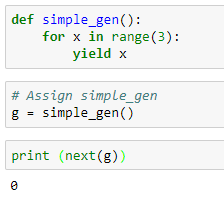 def simple_gen():
    for x in range(3):
        yield x
# Assign simple_gen
g = simple_gen()
print (next(g))
0